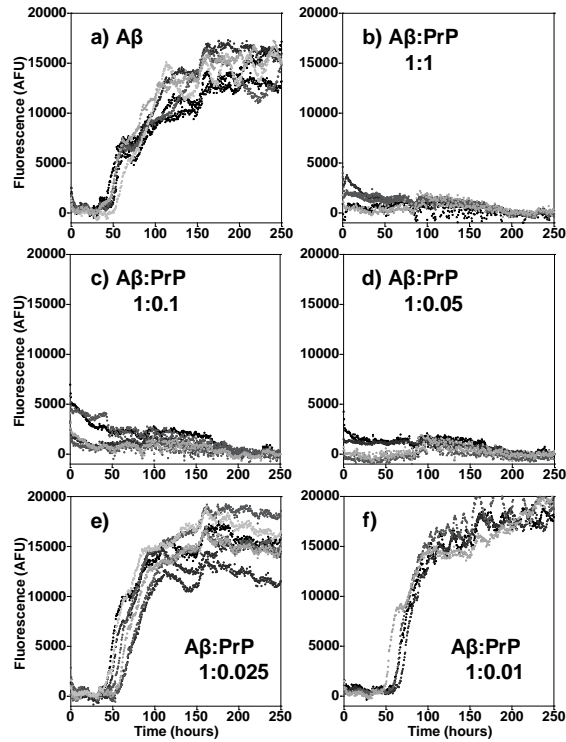 20000
15000
10000
5000
0
Fluorescence (AFU)
a) Aβ
0 50 100 150 200 250
20000
15000
10000
5000
0
b) Aβ:PrP
1:1
0 50 100 150 200 250
20000
15000
10000
5000
0
Fluorescence (AFU)
c) Aβ:PrP
1:0.1
0 50 100 150 200 250
20000
15000
10000
5000
0
d) Aβ:PrP
1:0.05
0 50 100 150 200 250
20000
15000
10000
5000
0
Fluorescence (AFU)
e)
Aβ:PrP
1:0.025
0 50 100 150 200 250
Time (hours)
20000
15000
10000
5000
0
f)
Aβ:PrP
1:0.01
0 50 100 150 200 250
Time (hours)